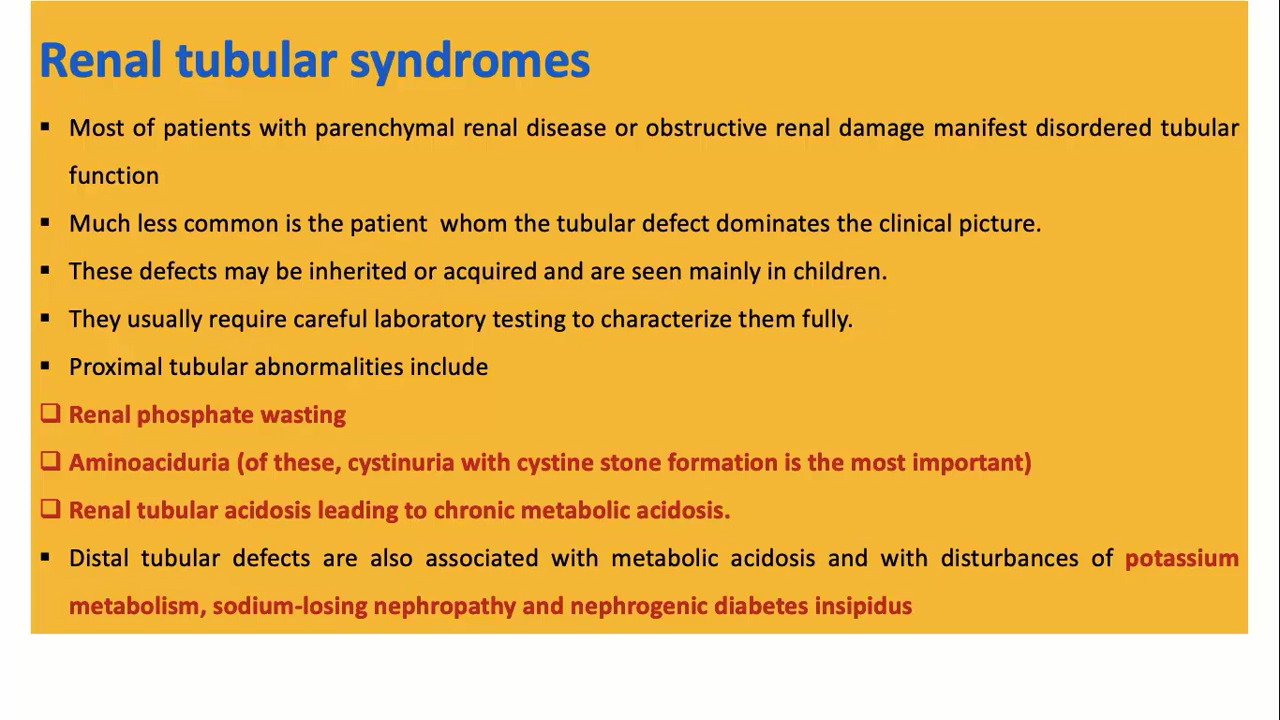 Renal tubular syndromes
▪ Most of patients with parenchymal renal disease or obstructive renal damage manifest disordered tubular
function
▪ Much less common is the patient  whom the tubular defect dominates the clinical picture.
▪ These defects may be inherited or acquired and are seen mainly in children.
▪ They usually require careful laboratory testing to characterize them fully.
▪ Proximal tubular abnormalities include
❑ Renal phosphate wasting
❑ Aminoaciduria (of these, cystinuria with cystine stone formation is the most important)
❑ Renal tubular acidosis leading to chronic metabolic acidosis.
▪ Distal tubular defects are also associated with metabolic acidosis and with disturbances of potassium
metabolism, sodium-losing nephropathy and nephrogenic diabetes insipidus